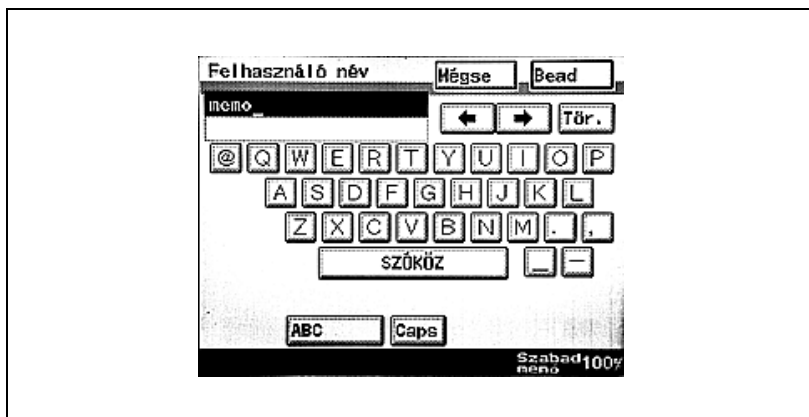 Felhasználó név Mégse Bead
memo_
← → Tör.
@ Q W E R T Y U I O P
A S D F G H J K L
Z X C V B N M . ,
SZÓKÖZ _ —
ABC Caps
Szabad 100%
memó